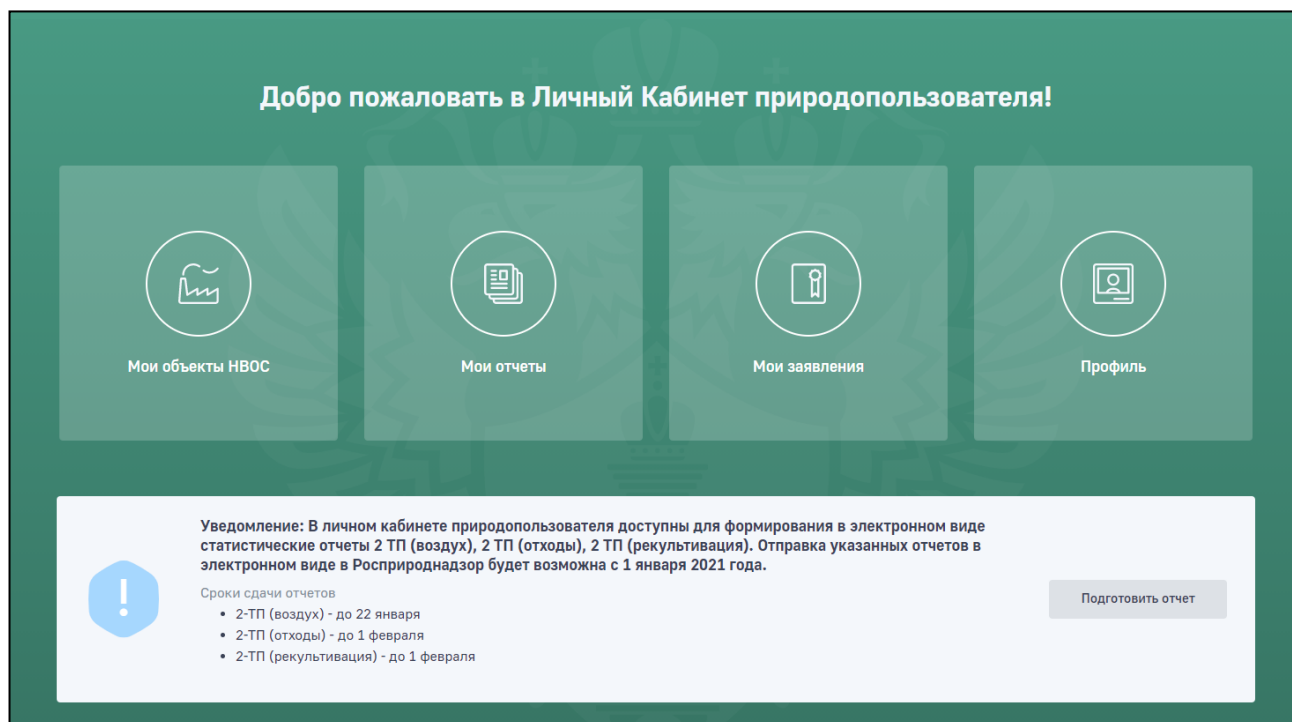 Добро пожаловать в Личный Кабинет природопользователя!
Мои объекты НВОС
Мои отчеты
Мои заявления
Профиль
Уведомление: В личном кабинете природопользователя доступны для формирования в электронном виде
статистические отчеты 2 ТП (воздух), 2 ТП (отходы), 2 ТП (рекультивация). Отправка указанных отчетов в
электронном виде в Росприроднадзор будет возможна с 1 января 2021 года.
Сроки сдачи отчетов
• 2-ТП (воздух) - до 22 января
• 2-ТП (отходы) - до 1 февраля
• 2-ТП (рекультивация) - до 1 февраля
Подготовить отчет